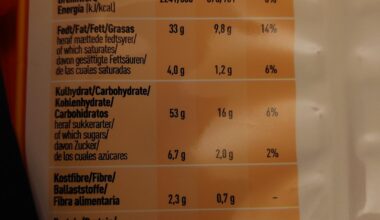 Energía (kJ/kcal)
Fedt/Fat/Fett/Grasas 33 g 9,8 g 14%
heraf mættede fedtsyrer/
of which saturates/
davon gesättigte Fettsäuren/
de las cuales saturadas 4,0 g 1,2 g 6%
Kulhydrat/Carbohydrate/
Kohlenhydrate/
Carbohidratos 53 g 16 g 6%
heraf sukkerarter/
of which sugars/
davon Zucker/
de los cuales azúcares 6,7 g 2,0 g 2%
Kostfibre/Fibre/
Ballaststoffe/
Fibra alimentaria 2,3 g 0,7 g -